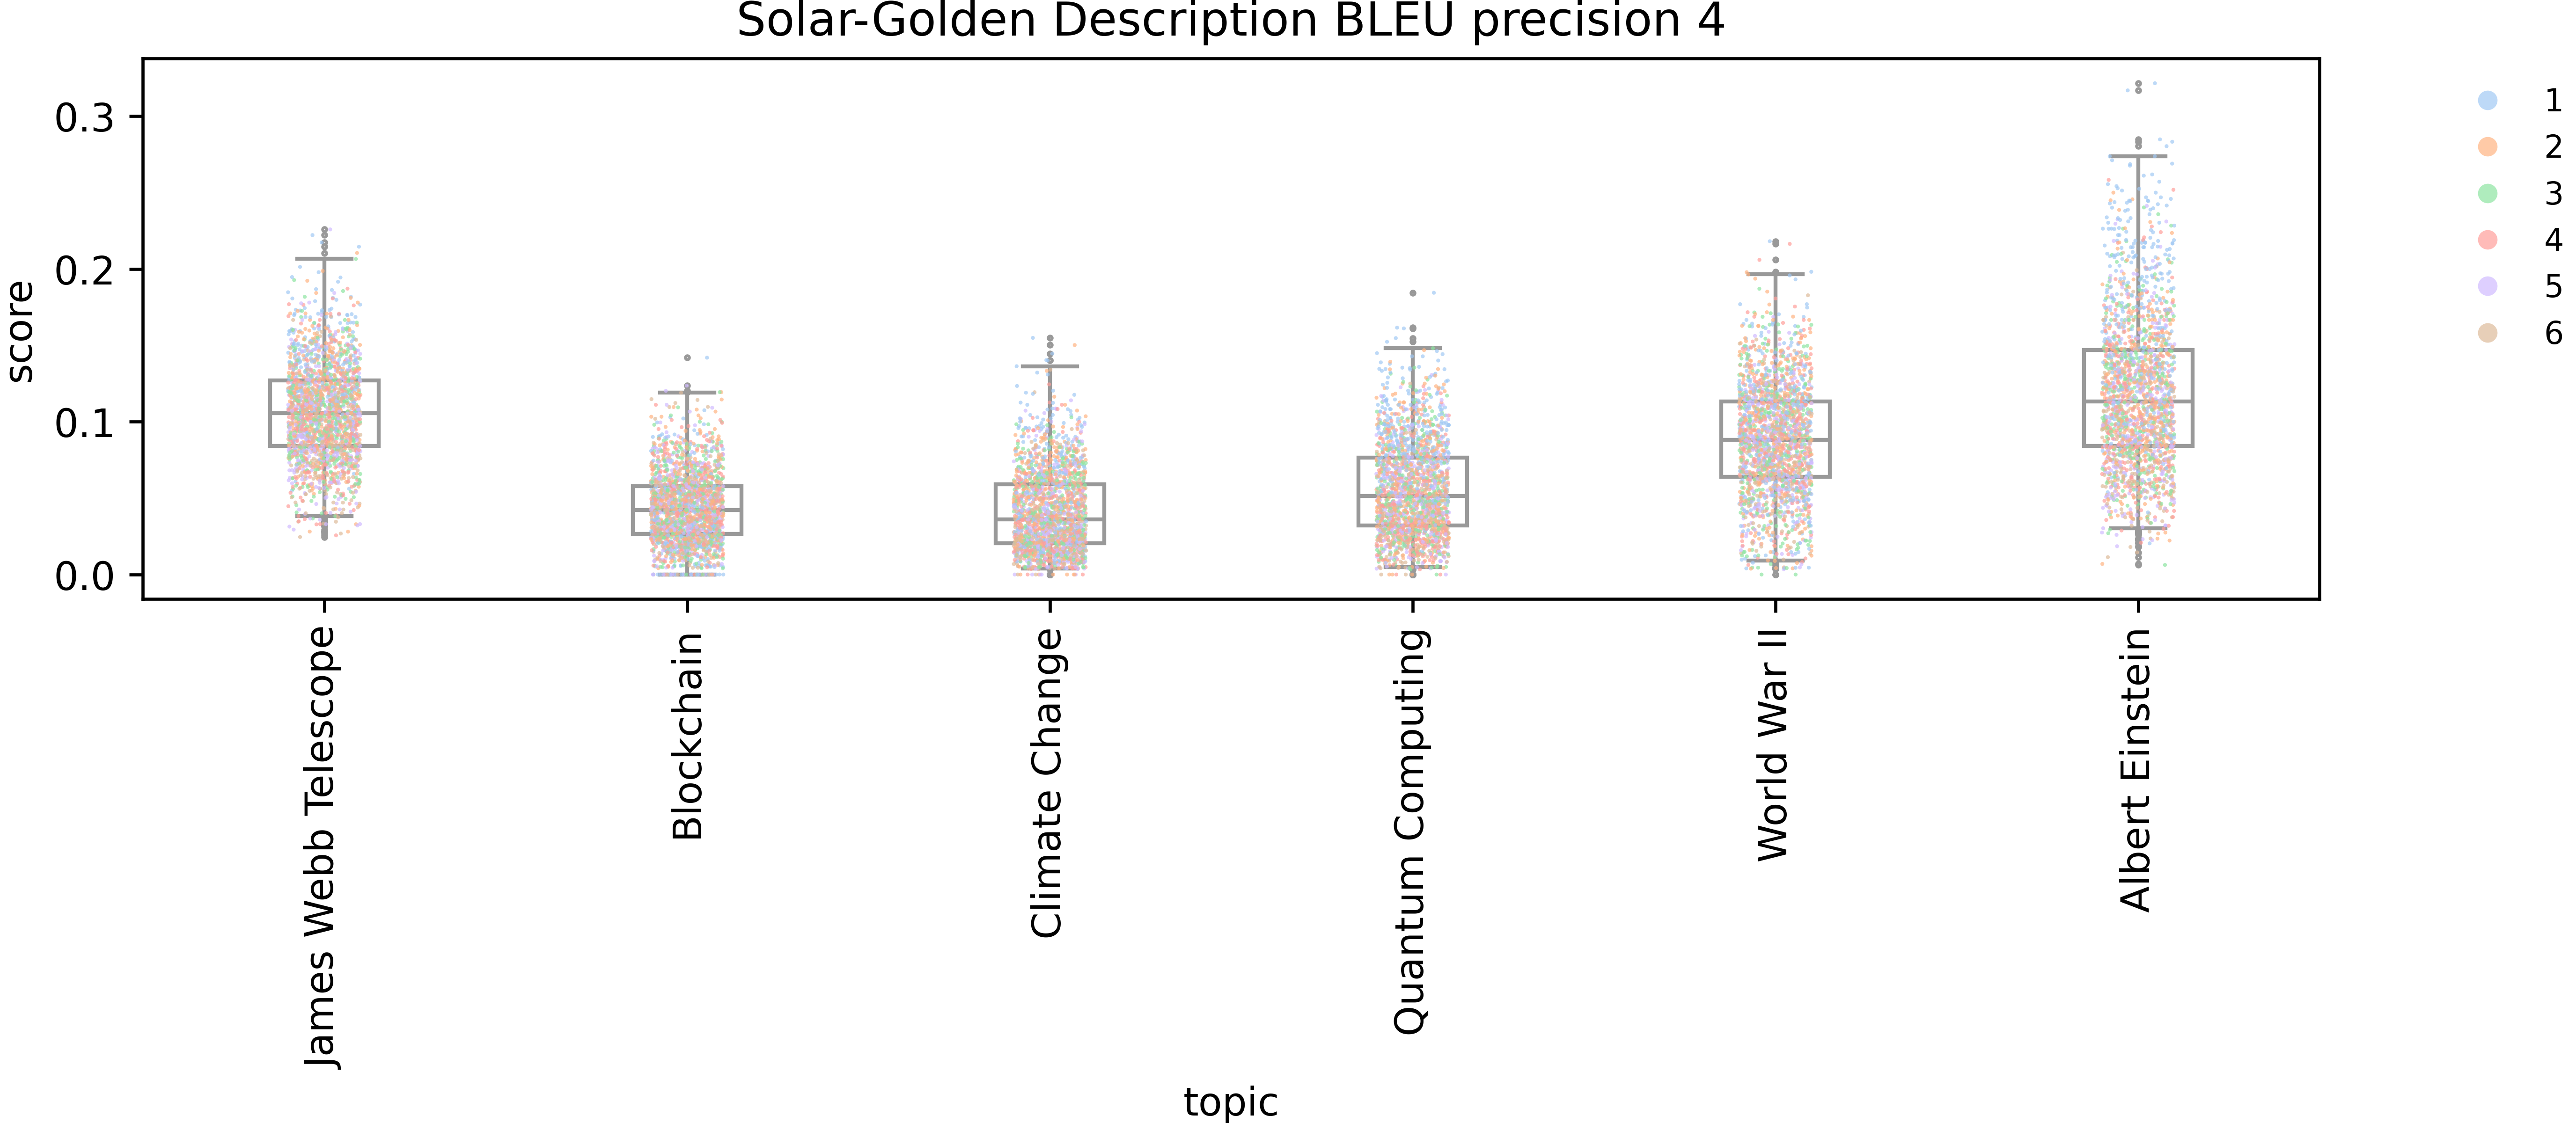 Solar-Golden Description BLEU precision 4
score
0.3
0.2
0.1
0.0
James Webb Telescope
Blockchain
Climate Change
Quantum Computing
World War II
Albert Einstein
topic
1
2
3
4
5
6